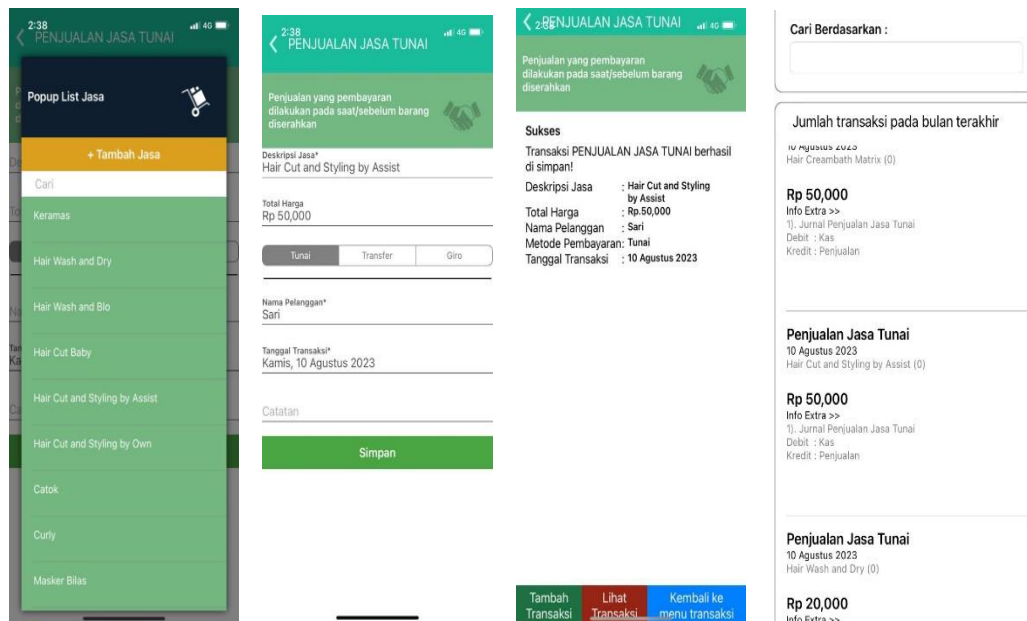 2:38
4G
PENJUALAN JASA TUNAI
Popup List Jasa
+ Tambah Jasa
Cari
Keramas
Hair Wash and Dry
Hair Wash and Blo
Hair Cut Baby
Hair Cut and Styling by Assist
Hair Cut and Styling by Own
Catok
Curly
Masker Bilas
2:38
4G
PENJUALAN JASA TUNAI
Penjualan yang pembayaran
dilakukan pada saat/sebelum barang
diserahkan
Deskripsi Jasa*
Hair Cut and Styling by Assist
Total Harga
Rp 50,000
Tunai Transfer Giro
Nama Pelanggan*
Sari
Tanggal Transaksi*
Kamis, 10 Agustus 2023
Catatan
Simpan
2:38
4G
PENJUALAN JASA TUNAI
Penjualan yang pembayaran
dilakukan pada saat/sebelum barang
diserahkan
Sukses
Transaksi PENJUALAN JASA TUNAI berhasil
di simpan!
Deskripsi Jasa : Hair Cut and Styling
by Assist
Total Harga : Rp.50,000
Nama Pelanggan : Sari
Metode Pembayaran: Tunai
Tanggal Transaksi : 10 Agustus 2023
Tambah Transaksi
Lihat Transaksi
Kembali ke menu transaksi
Cari Berdasarkan :
Jumlah transaksi pada bulan terakhir
10 Agustus 2023
Hair Creambath Matrix (0)
Rp 50,000
Info Extra >>
1). Jurnal Penjualan Jasa Tunai
Debit : Kas
Kredit : Penjualan
Penjualan Jasa Tunai
10 Agustus 2023
Hair Cut and Styling by Assist (0)
Rp 50,000
Info Extra >>
1). Jurnal Penjualan Jasa Tunai
Debit : Kas
Kredit : Penjualan
Penjualan Jasa Tunai
10 Agustus 2023
Hair Wash and Dry (0)
Rp 20,000
Info Extra >>